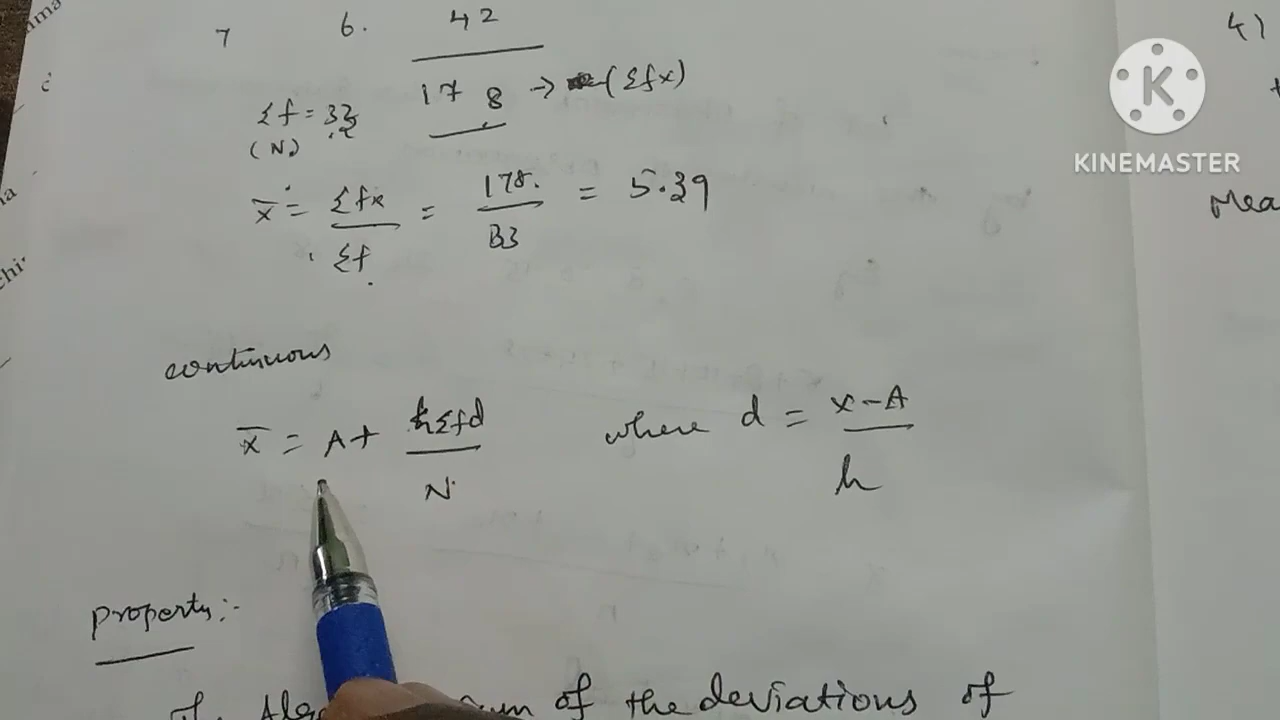 4)
7 6. 42
Σf = 33 178 → (Σfx)
(N)
KINEMASTER
x̄ = Σfx / Σf = 178. / 33 = 5.39
Mea
continuous
x̄ = A + hΣfd / N where d = x - A / h
property:-
of the deviations of